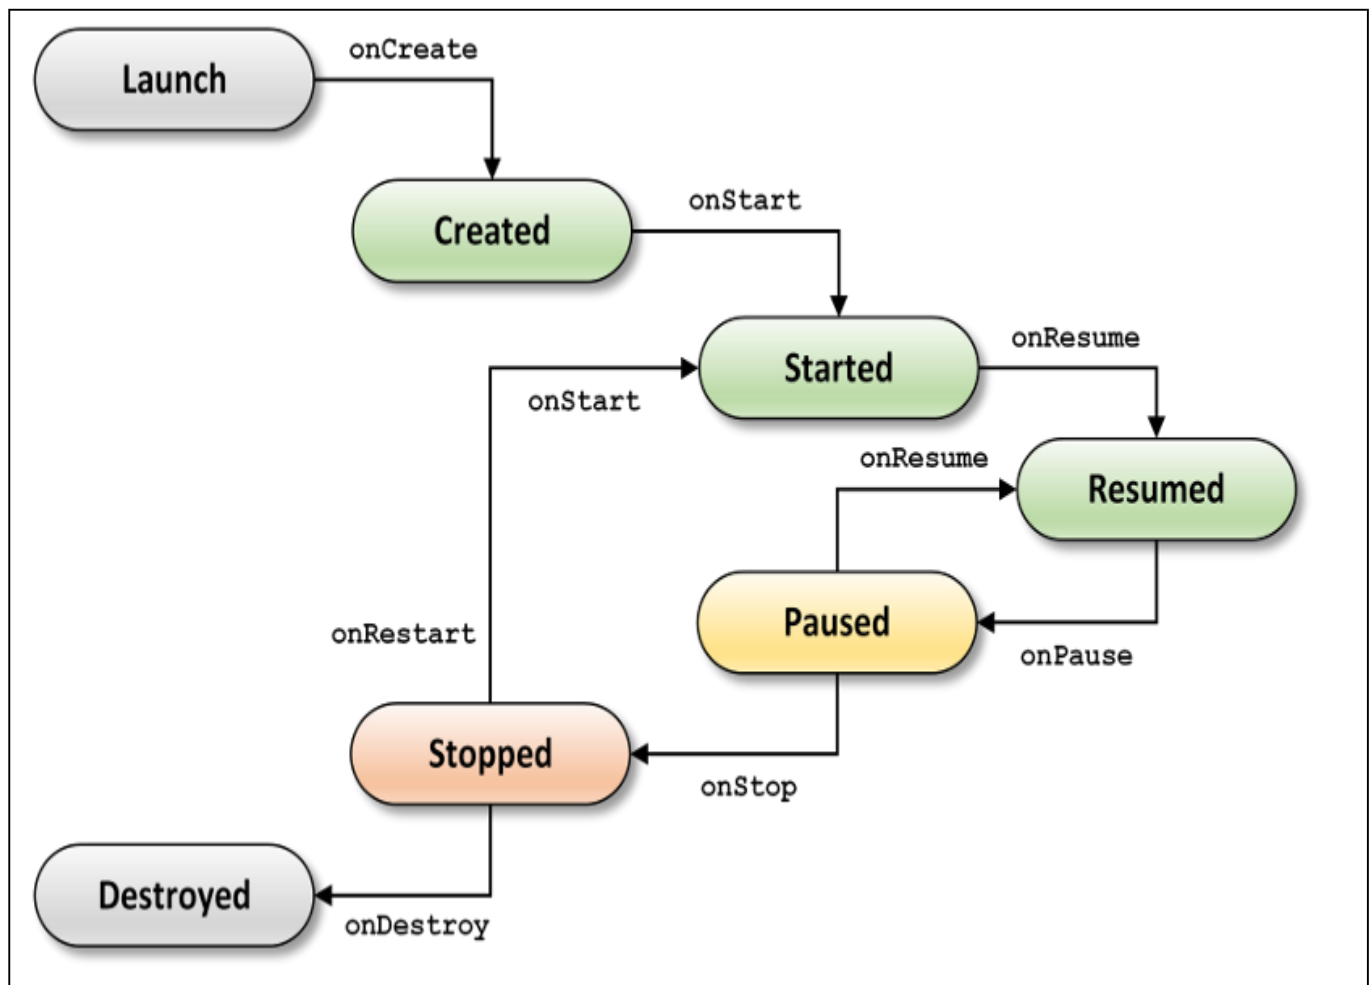 onCreate
Launch
onStart
Created
onResume
Started
onStart
onResume
Resumed
Paused
onRestart
onPause
Stopped
onStop
Destroyed
onDestroy